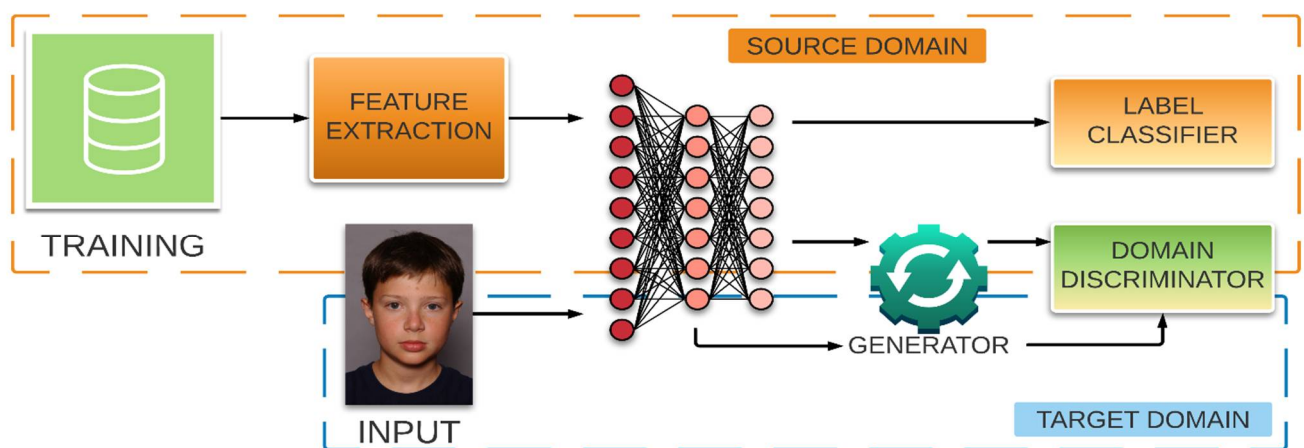 SOURCE DOMAIN
FEATURE
EXTRACTION
LABEL
CLASSIFIER
TRAINING
DOMAIN
DISCRIMINATOR
GENERATOR
INPUT
TARGET DOMAIN